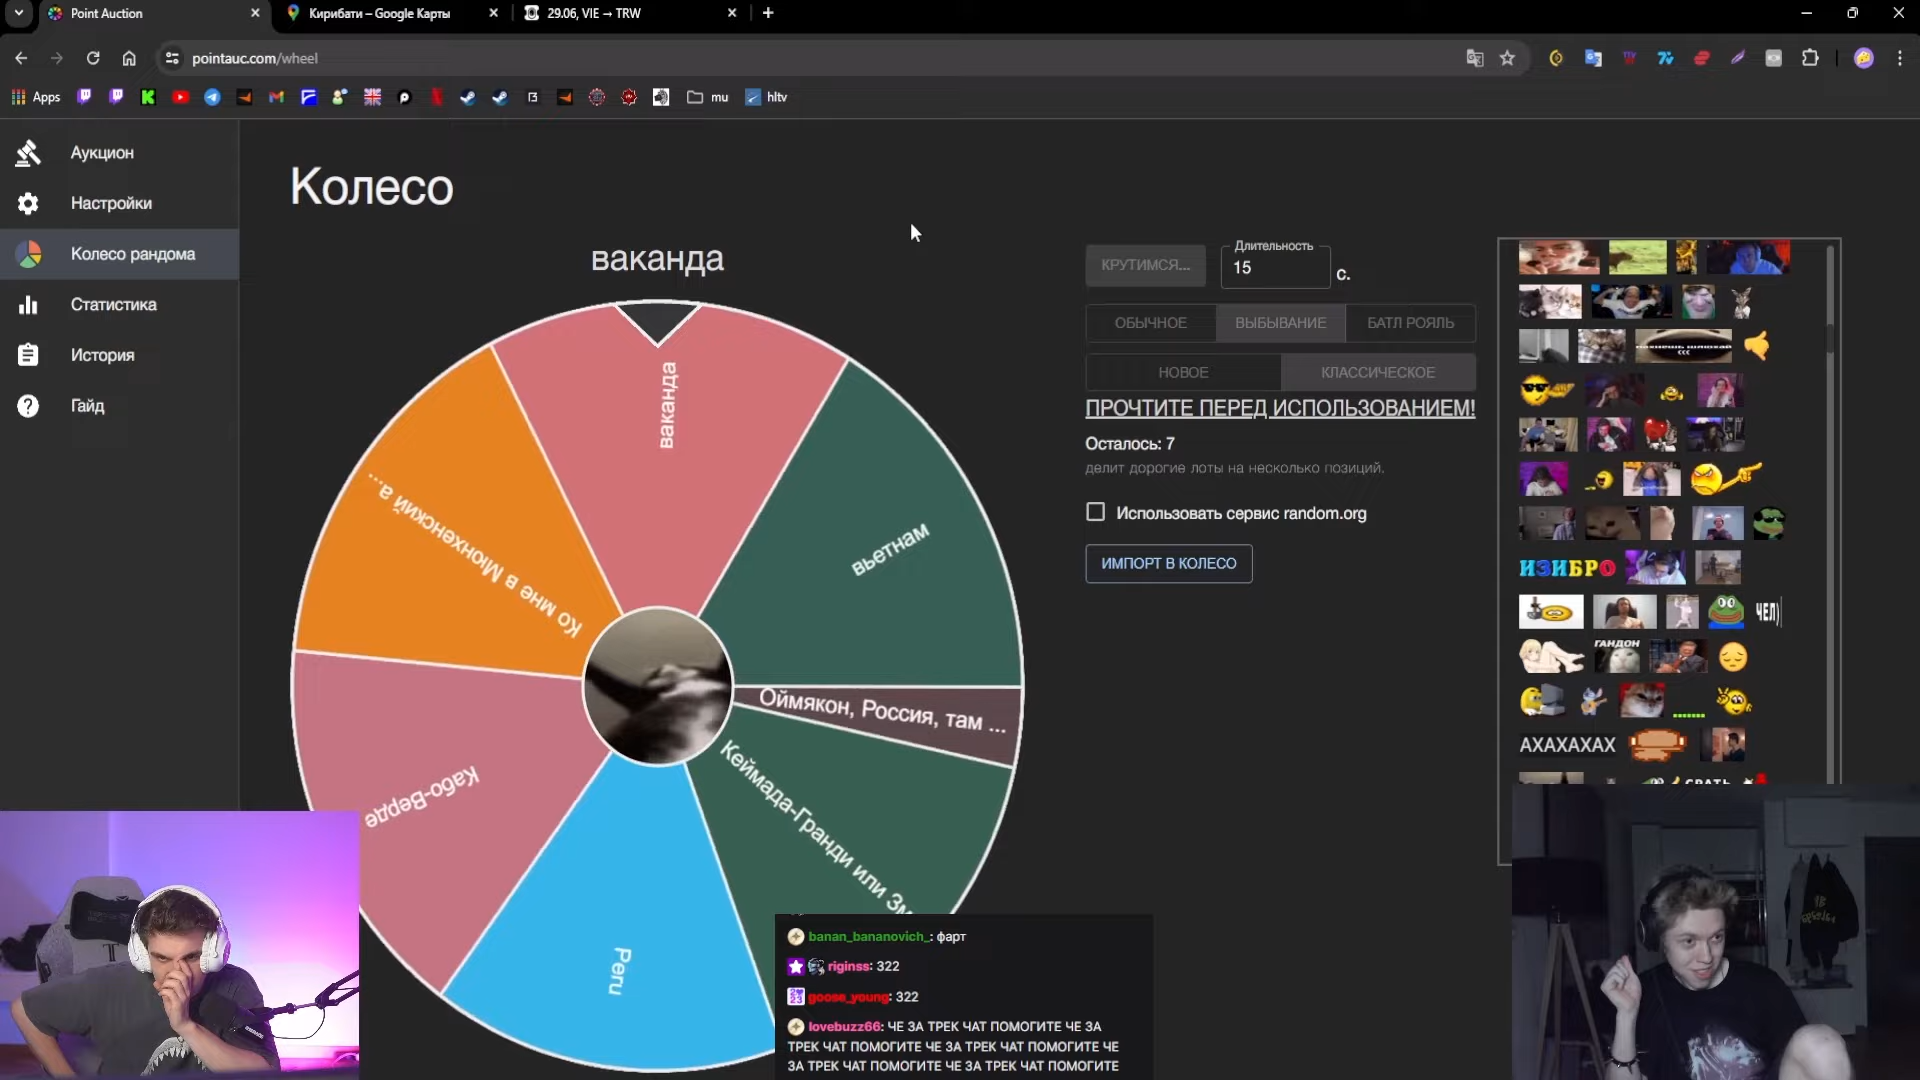 Point Auction
Кирибати – Google Карты
29.06, VIE → TRW
pointauc.com/wheel
Apps
mu
hltv
Аукцион
Настройки
Колесо рандома
Статистика
История
Гайд
Колесо
ваканда
КРУТИМСЯ...
Длительность
15
с.
ОБЫЧНОЕ
ВЫБЫВАНИЕ
БАТЛ РОЯЛЬ
НОВОЕ
КЛАССИЧЕСКОЕ
ПРОЧТИТЕ ПЕРЕД ИСПОЛЬЗОВАНИЕМ!
Осталось: 7
делит дорогие лоты на несколько позиций.
Использовать сервис random.org
ИМПОРТ В КОЛЕСО
ваканда
вьетнам
Оймякон, Россия, там ...
Кеймада-Гранди или Зм
Peru
Кабо-Верде
Ко мне в Мюнхенский а...
ИЗИБРО
ЧЕЛ)
ГАНДОН
АХАХАХАХ
СРАТЬ
banan_bananovich_: фарт
riginss: 322
goose_young: 322
lovebuzz66: ЧЕ ЗА ТРЕК ЧАТ ПОМОГИТЕ ЧЕ ЗА
ТРЕК ЧАТ ПОМОГИТЕ ЧЕ ЗА ТРЕК ЧАТ ПОМОГИТЕ ЧЕ
ЗА ТРЕК ЧАТ ПОМОГИТЕ ЧЕ ЗА ТРЕК ЧАТ ПОМОГИТЕ